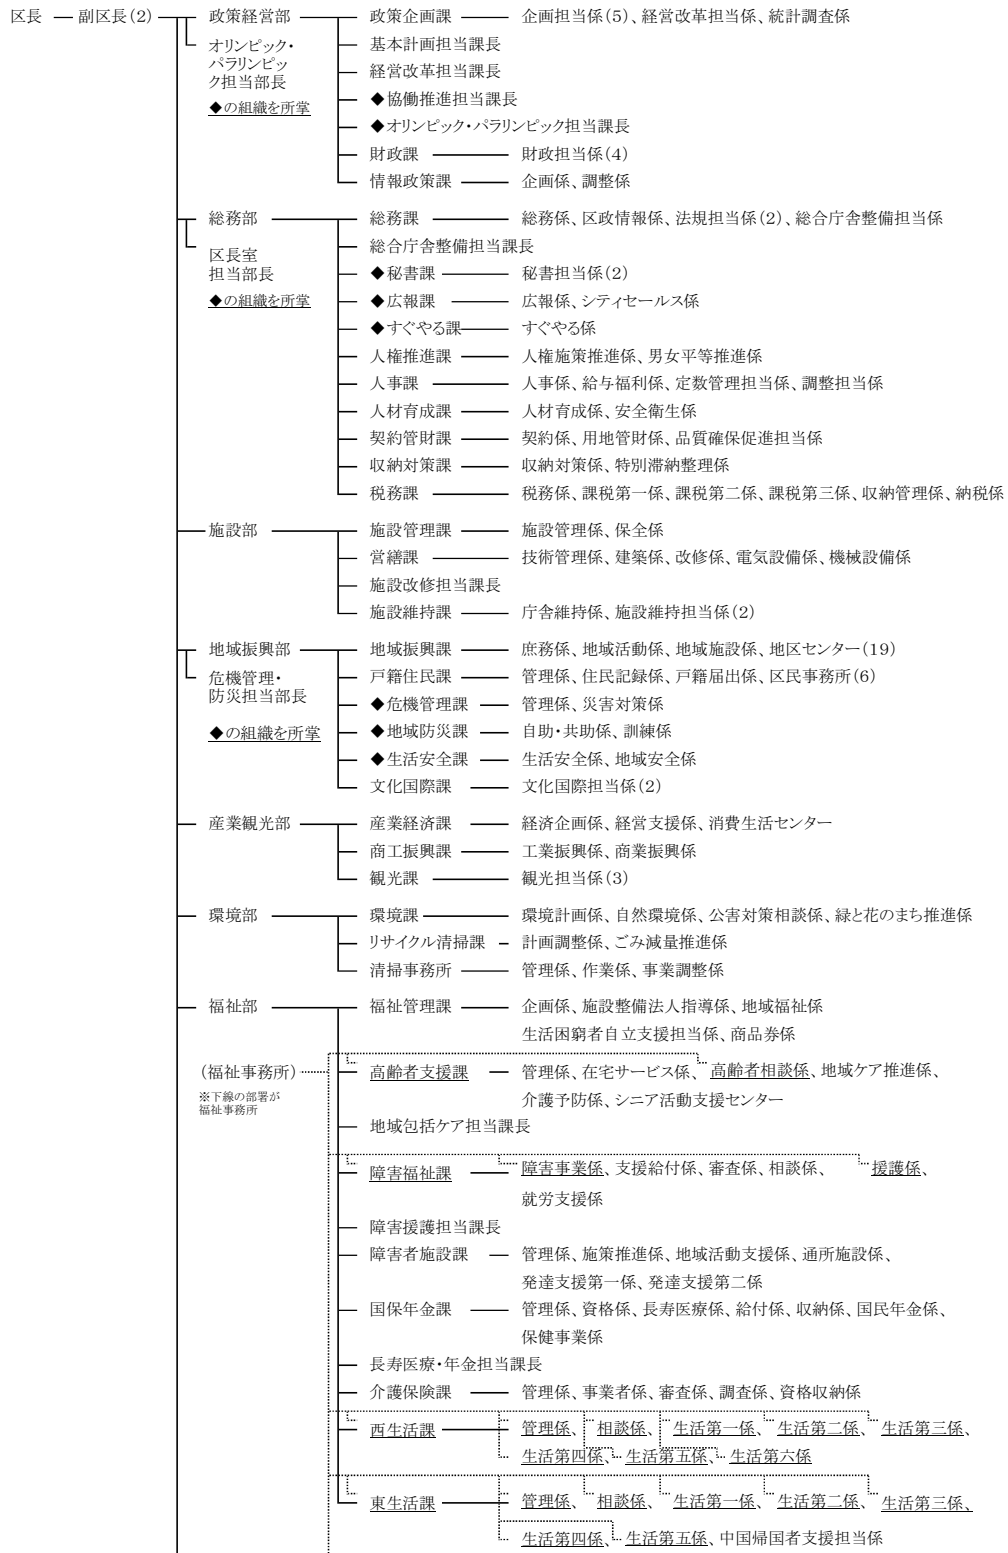 区長 副区長(2) 政策経営部 政策企画課 企画担当係(5)、経営改革担当係、統計調査係
オリンピック・
パラリンピッ
ク担当部長
◆の組織を所掌
基本計画担当課長
経営改革担当課長
◆協働推進担当課長
◆オリンピック・パラリンピック担当課長
財政課 財政担当係(4)
情報政策課 企画係、調整係
総務部 総務課 総務係、区政情報係、法規担当係(2)、総合庁舎整備担当係
区長室
担当部長
◆の組織を所掌
総合庁舎整備担当課長
◆秘書課 秘書担当係(2)
◆広報課 広報係、シティセールス係
◆すぐやる課 すぐやる係
人権推進課 人権施策推進係、男女平等推進係
人事課 人事係、給与福利係、定数管理担当係、調整担当係
人材育成課 人材育成係、安全衛生係
契約管財課 契約係、用地管財係、品質確保促進担当係
収納対策課 収納対策係、特別滞納整理係
税務課 税務係、課税第一係、課税第二係、課税第三係、収納管理係、納税係
施設部 施設管理課 施設管理係、保全係
営繕課 技術管理係、建築係、改修係、電気設備係、機械設備係
施設改修担当課長
施設維持課 庁舎維持係、施設維持担当係(2)
地域振興部 地域振興課 庶務係、地域活動係、地域施設係、地区センター(19)
危機管理・
防災担当部長
◆の組織を所掌
戸籍住民課 管理係、住民記録係、戸籍届出係、区民事務所(6)
◆危機管理課 管理係、災害対策係
◆地域防災課 自助・共助係、訓練係
◆生活安全課 生活安全係、地域安全係
文化国際課 文化国際担当係(2)
産業観光部 産業経済課 経済企画係、経営支援係、消費生活センター
商工振興課 工業振興係、商業振興係
観光課 観光担当係(3)
環境部 環境課 環境計画係、自然環境係、公害対策相談係、緑と花のまち推進係
リサイクル清掃課 計画調整係、ごみ減量推進係
清掃事務所 管理係、作業係、事業調整係
福祉部 福祉管理課 企画係、施設整備法人指導係、地域福祉係
生活困窮者自立支援担当係、商品券係
(福祉事務所)
※下線の部署が
福祉事務所
高齢者支援課 管理係、在宅サービス係、高齢者相談係、地域ケア推進係、
介護予防係、シニア活動支援センター
地域包括ケア担当課長
障害福祉課 障害事業係、支援給付係、審査係、相談係、援護係、
就労支援係
障害援護担当課長
障害者施設課 管理係、施策推進係、地域活動支援係、通所施設係、
発達支援第一係、発達支援第二係
国保年金課 管理係、資格係、長寿医療係、給付係、収納係、国民年金係、
保健事業係
長寿医療・年金担当課長
介護保険課 管理係、事業者係、審査係、調査係、資格収納係
西生活課 管理係、相談係、生活第一係、生活第二係、生活第三係、
生活第四係、生活第五係、生活第六係
東生活課 管理係、相談係、生活第一係、生活第二係、生活第三係、
生活第四係、生活第五係、中国帰国者支援担当係